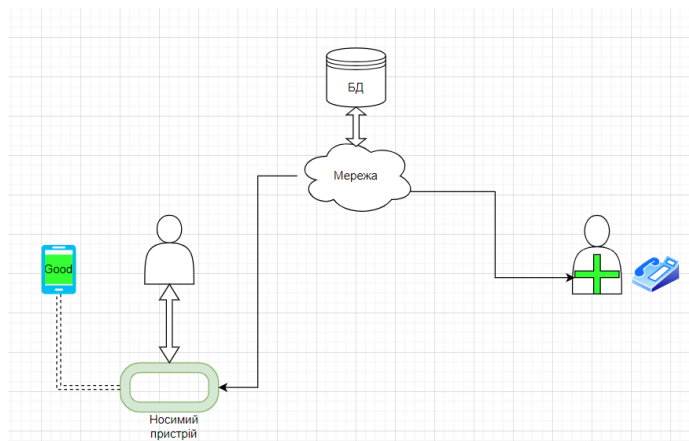 БД
Мережа
Good
Носимий
пристрій